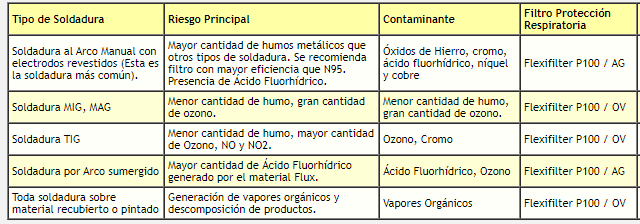 Tipo de Soldadura
Riesgo Principal
Contaminante
Filtro Protección
Respiratoria
Soldadura al Arco Manual con
electrodos revestidos (Esta es
la soldadura más común).
Mayor cantidad de humos metálicos que
otros tipos de soldadura. Se recomienda
filtro con mayor eficiencia que N95.
Presencia de Ácido Fluorhídrico.
Óxidos de Hierro, cromo,
ácido fluorhídrico, níquel
y cobre
Flexifilter P100 / AG
Soldadura MIG, MAG
Menor cantidad de humo, gran cantidad
de ozono.
Menor cantidad de humo,
gran cantidad de ozono.
Flexifilter P100 / OV
Soldadura TIG
Menor cantidad de humo, mayor cantidad
de Ozono, NO y NO2.
Ozono, Cromo
Flexifilter P100 / OV
Soldadura por Arco sumergido
Mayor cantidad de Ácido Fluorhídrico
generado por el material Flux.
Ácido Fluorhídrico, Ozono
Flexifilter P100 / AG
Toda soldadura sobre
material recubierto o pintado
Generación de vapores orgánicos y
descomposición de productos.
Vapores Orgánicos
Flexifilter P100 / OV